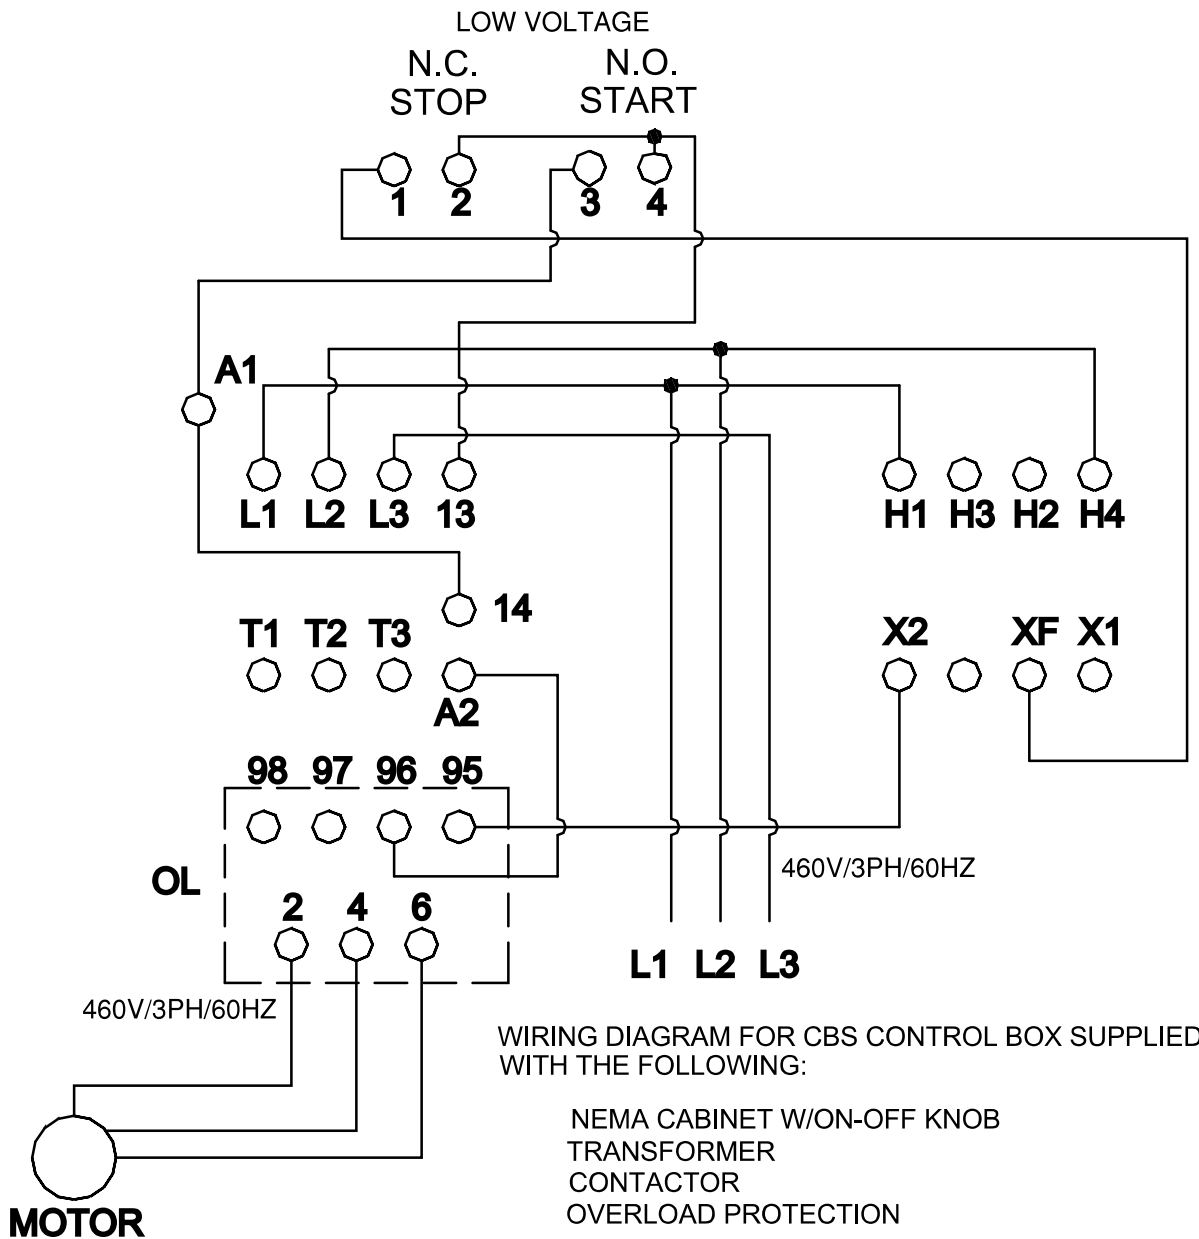 LOW VOLTAGE
N.C. N.O.
STOP START
1 2 3 4
A1
L1 L2 L3 13 H1 H3 H2 H4
14
T1 T2 T3 X2 XF X1
A2
98 97 96 95
OL
460V/3PH/60HZ
2 4 6
L1 L2 L3
460V/3PH/60HZ
WIRING DIAGRAM FOR CBS CONTROL BOX SUPPLIED
WITH THE FOLLOWING:
NEMA CABINET W/ON-OFF KNOB
TRANSFORMER
CONTACTOR
OVERLOAD PROTECTION
MOTOR